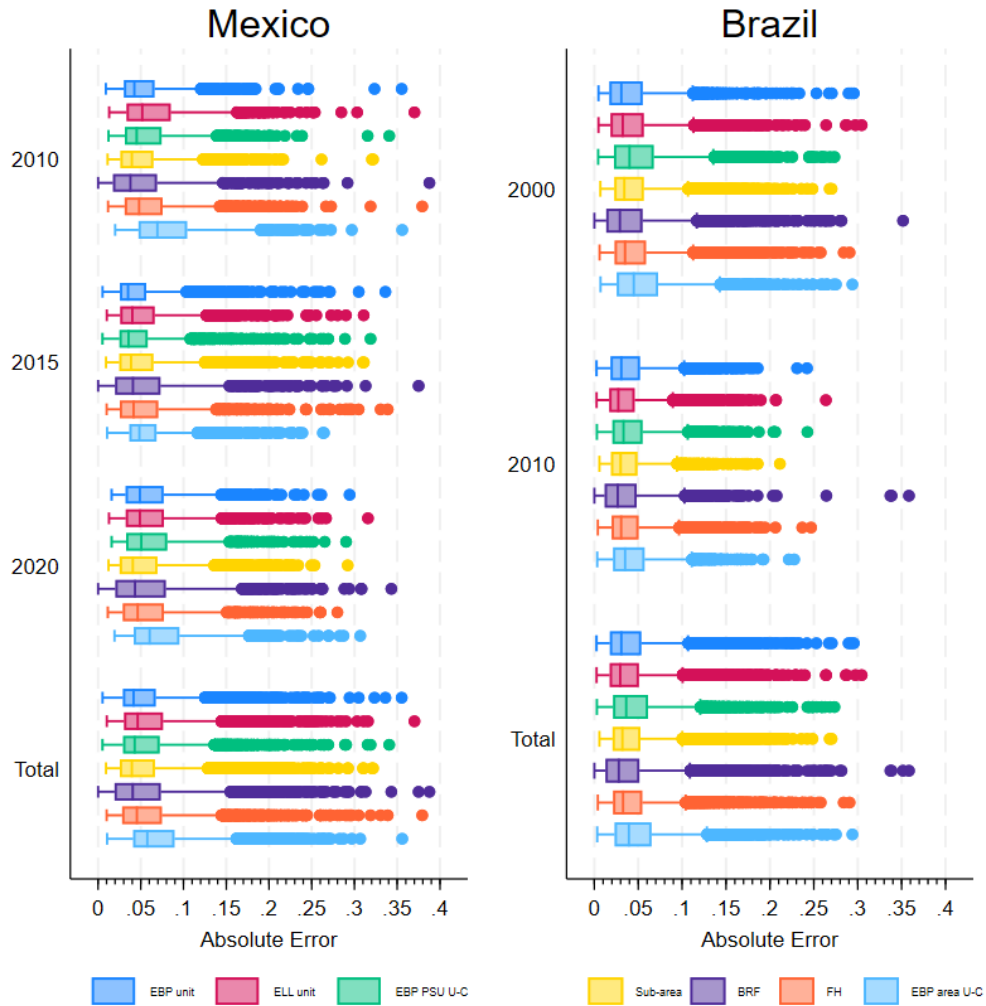 Mexico
2010
2015
2020
Total
0 .05 .1 .15 .2 .25 .3 .35 .4
Absolute Error
EBP unit ELL unit EBP PSU U-C
Brazil
2000
2010
Total
0 .05 .1 .15 .2 .25 .3 .35 .4
Absolute Error
Sub-area BRF FH EBP area U-C